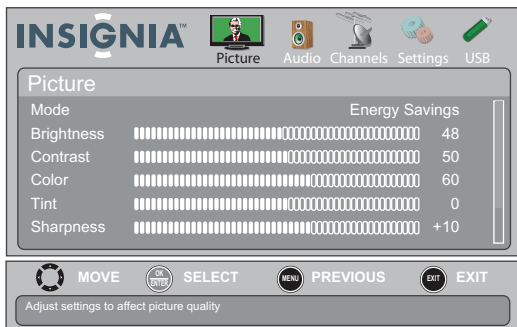 INSIGNIA™
Picture Audio Channels Settings USB
Picture
Mode Energy Savings
Brightness 48
Contrast 50
Color 60
Tint 0
Sharpness +10
MOVE OK ENTER SELECT MENU PREVIOUS EXIT EXIT
Adjust settings to affect picture quality